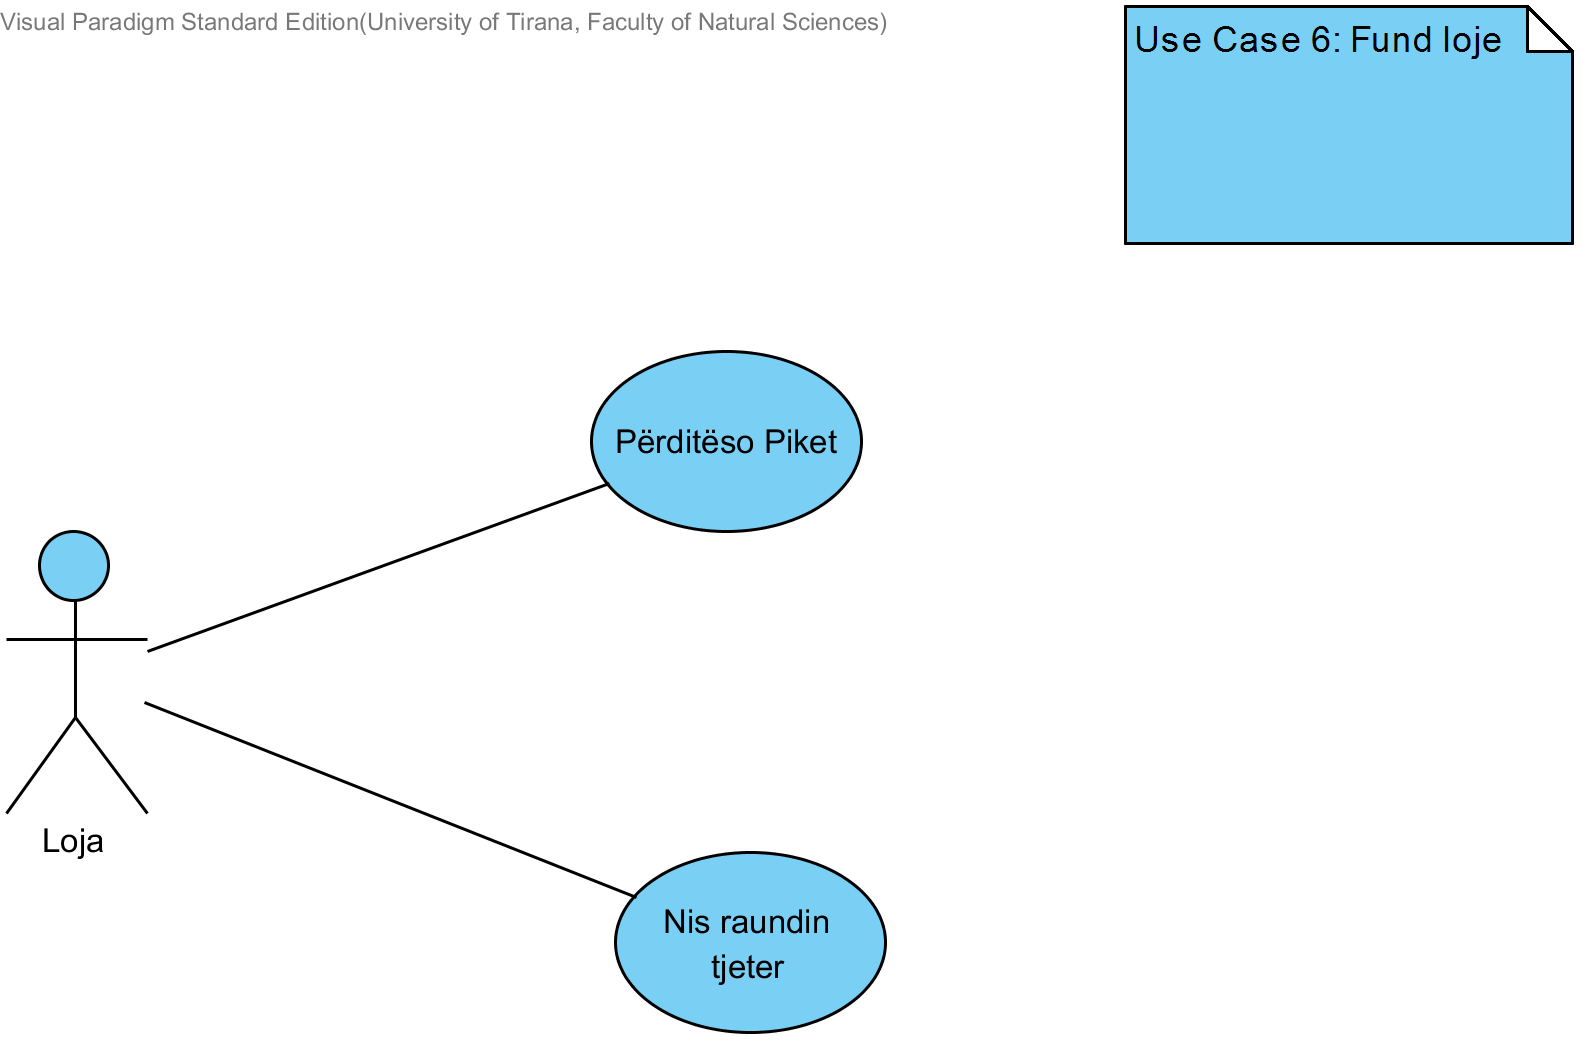 Visual Paradigm Standard Edition(University of Tirana, Faculty of Natural Sciences)
Use Case 6: Fund loje
Përditëso Piket
Loja
Nis raundin
tjeter